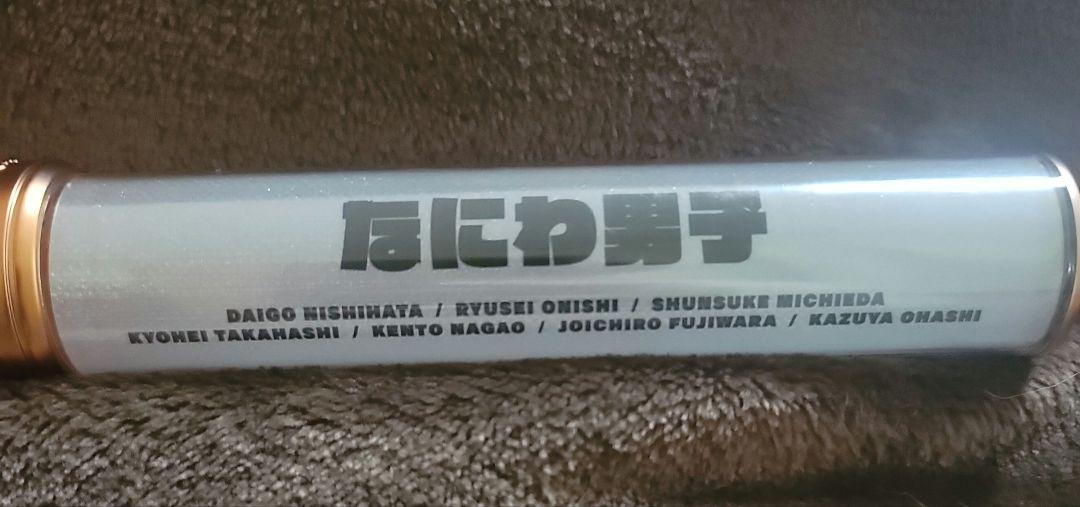 なにわ男子
DAIGO NISHIHATA / RYUSEI ONISHI / SHUNSUKE MICHIEDA
KYOHEI TAKAHASHI / KENTO NAGAO / JOICHIRO FUJIWARA / KAZUYA OHASHI